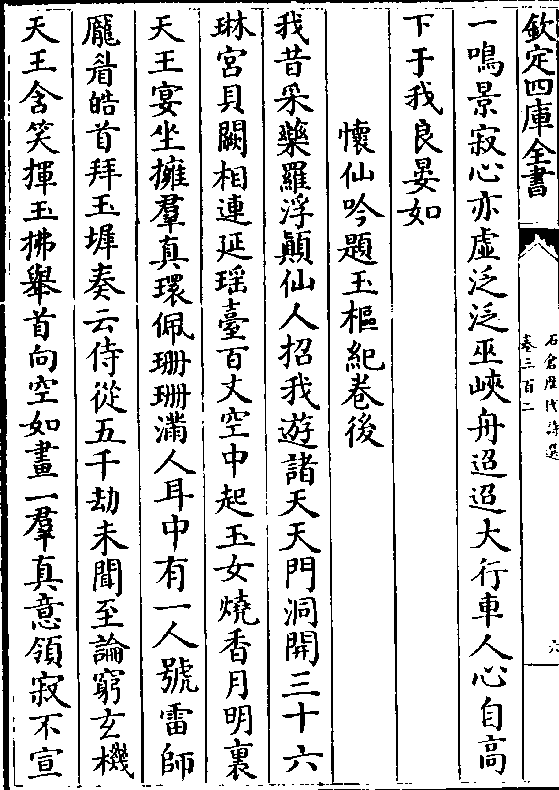 欽定四庫全書
石倉歷代詩選
卷三百二
六
一鳴景寂心亦虛泛泛巫峽舟迢迢大行車人心自高
下于我良晏如
懷仙吟題玉樞紀卷後
我昔采藥羅浮顛仙人招我遊諸天天門洞開三十六
琳宮貝闕相連延瑶臺百丈空中起玉女燒香月明裏
天王宴坐擁羣真環佩珊珊滿人耳中有一人號雷師
厖眉皓首拜玉墀奏云侍從五千劫未聞至論窮玄機
天王含笑揮玉拂舉首向空如畫一羣真意領寂不宣